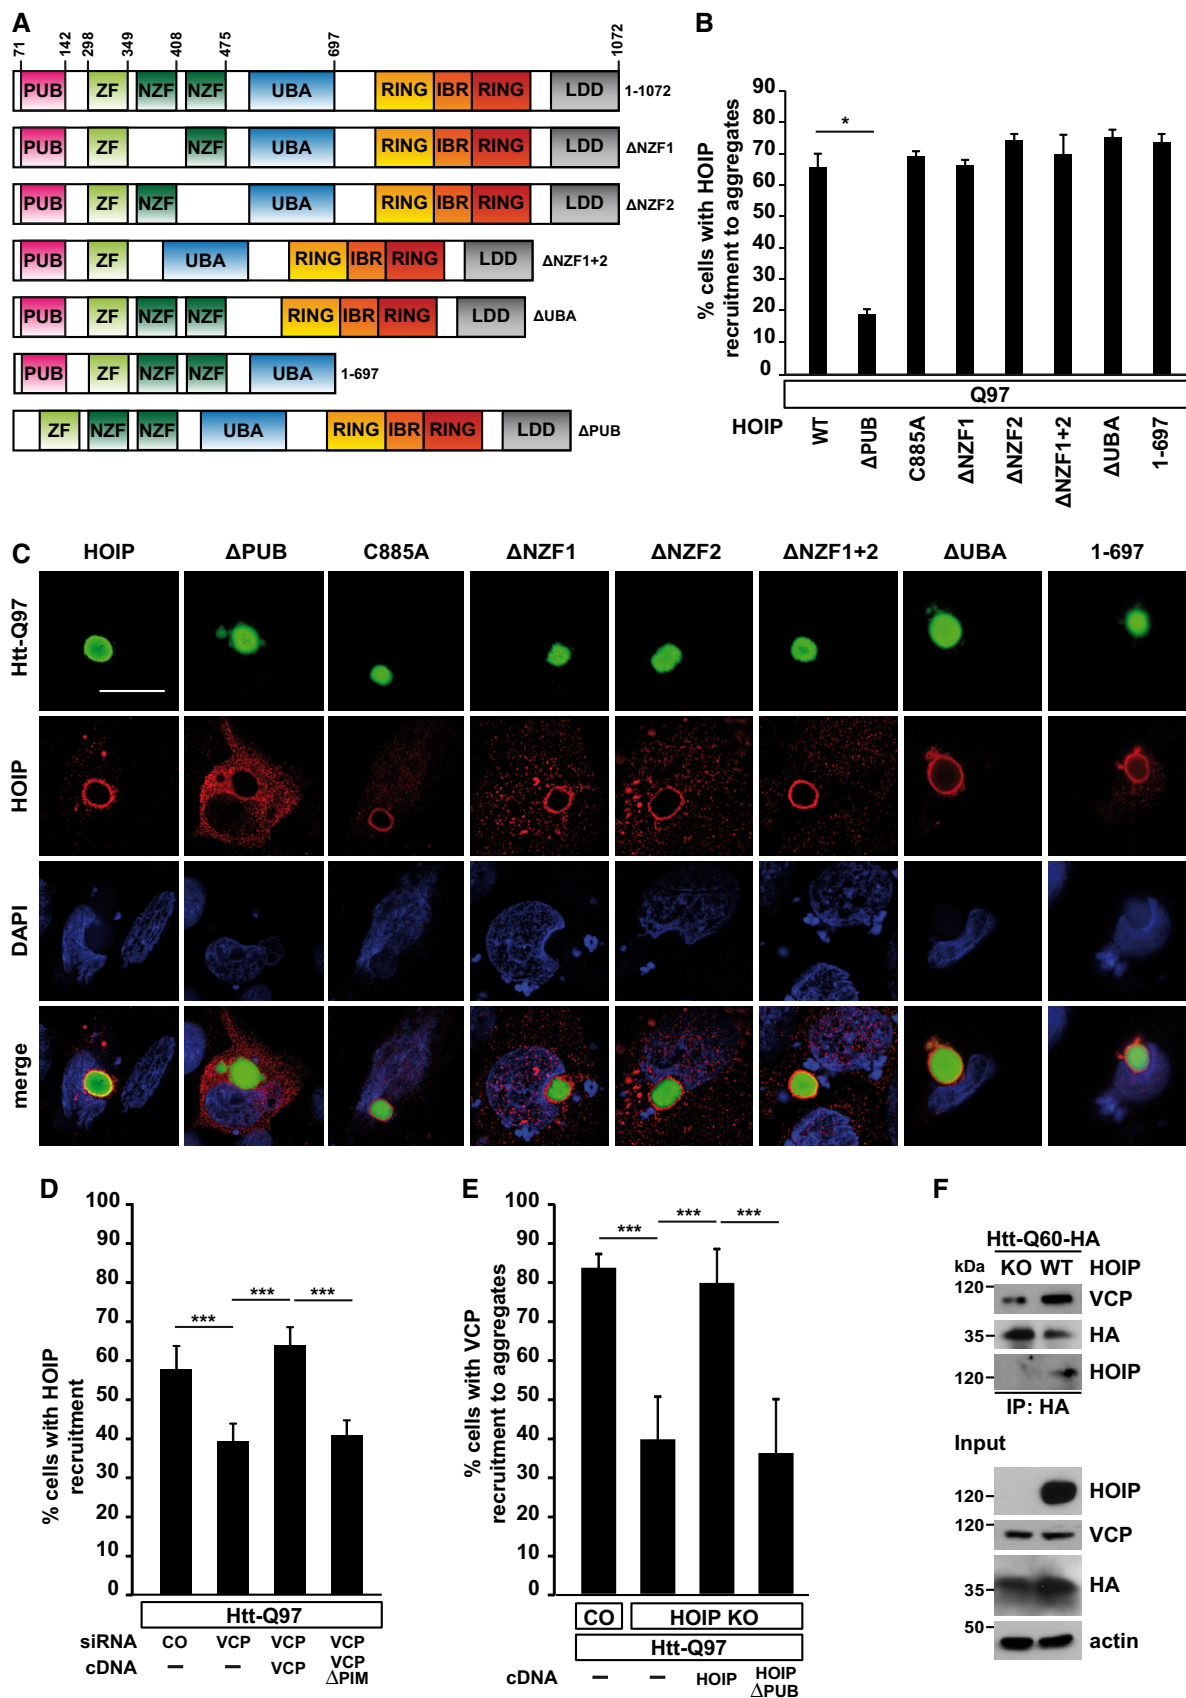 A
71 142 298 349 408 475 697 1072
PUB ZF NZF NZF UBA RING IBR RING LDD 1-1072
PUB ZF NZF UBA RING IBR RING LDD ΔNZF1
PUB ZF NZF UBA RING IBR RING LDD ΔNZF2
PUB ZF UBA RING IBR RING LDD ΔNZF1+2
PUB ZF NZF NZF RING IBR RING LDD ΔUBA
PUB ZF NZF NZF UBA 1-697
ZF NZF NZF UBA RING IBR RING LDD ΔPUB
B
% cells with HOIP
recruitment to aggregates
90
80
70
60
50
40
30
20
10
0
*
Q97
HOIP WT ΔPUB C885A ΔNZF1 ΔNZF2 ΔNZF1+2 ΔUBA 1-697
C
HOIP ΔPUB C885A ΔNZF1 ΔNZF2 ΔNZF1+2 ΔUBA 1-697
Htt-Q97
HOIP
DAPI
merge
D
% cells with HOIP
recruitment
100
90
80
70
60
50
40
30
20
10
0
*** *** ***
Htt-Q97
siRNA CO VCP VCP VCP
cDNA – – VCP VCP
ΔPIM
E
% cells with VCP
recruitment to aggregates
100
90
80
70
60
50
40
30
20
10
0
*** *** ***
CO HOIP KO
Htt-Q97
cDNA – – HOIP HOIP
ΔPUB
F
Htt-Q60-HA
kDa KO WT HOIP
120 VCP
35 HA
120 HOIP
IP: HA
Input
120 HOIP
120 VCP
35 HA
50 actin